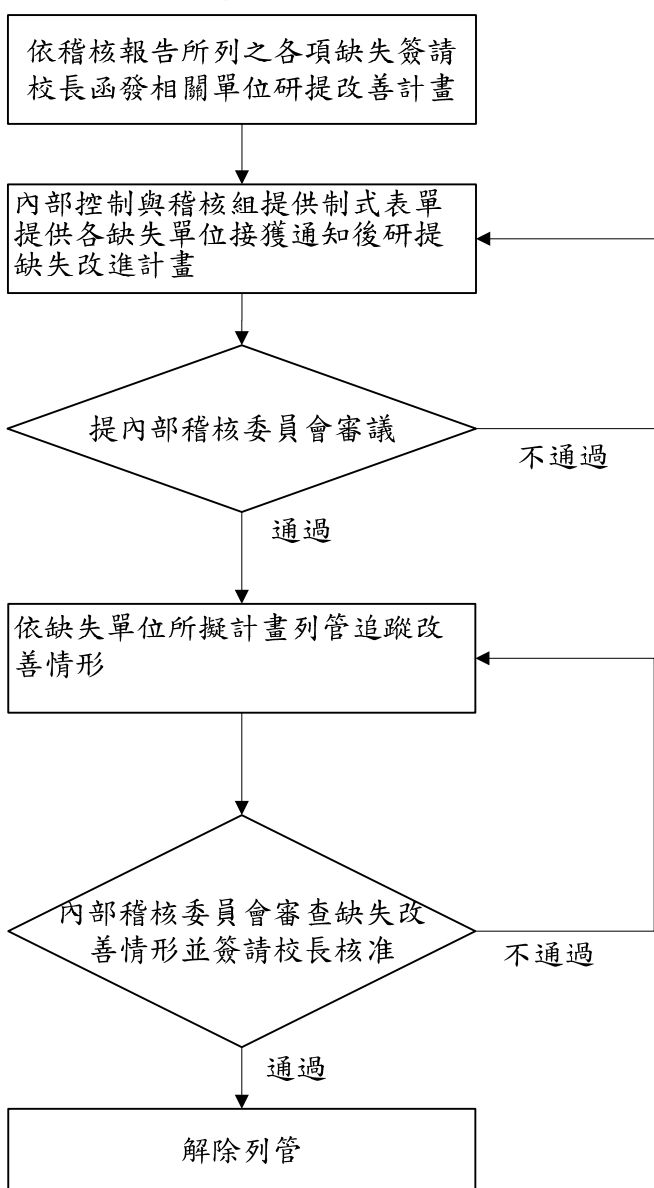 依稽核報告所列之各項缺失簽請
校長函發相關單位研提改善計畫
內部控制與稽核組提供制式表單
提供各缺失單位接獲通知後研提
缺失改進計畫
提內部稽核委員會審議
不通過
通過
依缺失單位所擬計畫列管追蹤改
善情形
內部稽核委員會審查缺失改
善情形並簽請校長核准
不通過
通過
解除列管